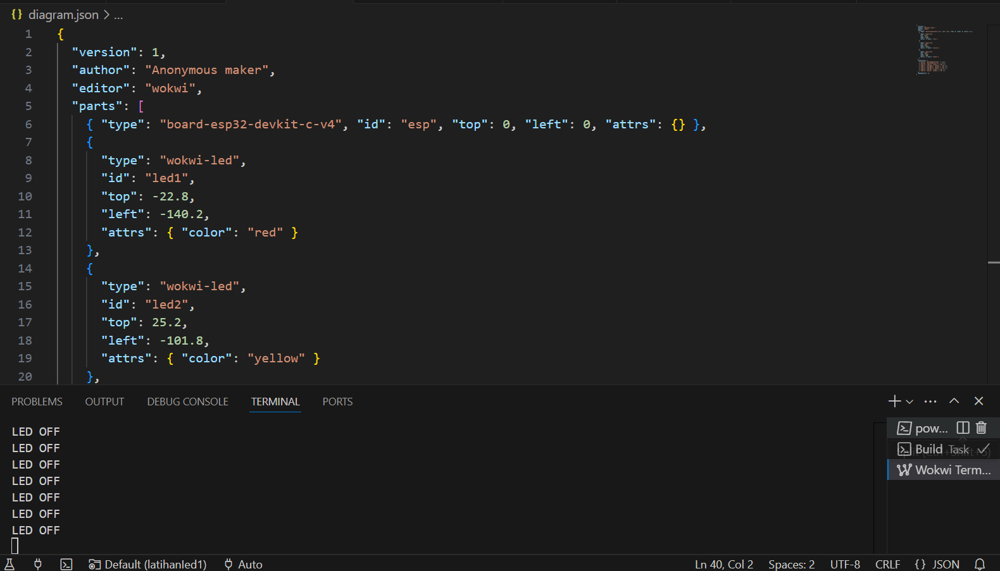 {} diagram.json > ...
1 {
2 "version": 1,
3 "author": "Anonymous maker",
4 "editor": "wokwi",
5 "parts": [
6 { "type": "board-esp32-devkit-c-v4", "id": "esp", "top": 0, "left": 0, "attrs": {} },
7 {
8 "type": "wokwi-led",
9 "id": "led1",
10 "top": -22.8,
11 "left": -140.2,
12 "attrs": { "color": "red" }
13 },
14 {
15 "type": "wokwi-led",
16 "id": "led2",
17 "top": 25.2,
18 "left": -101.8,
19 "attrs": { "color": "yellow" }
20 },
PROBLEMS OUTPUT DEBUG CONSOLE TERMINAL PORTS
LED OFF
LED OFF
LED OFF
LED OFF
LED OFF
LED OFF
LED OFF
pow...
Build Task
Wokwi Term...
Default (latihanled1) Auto
Ln 40, Col 2 Spaces: 2 UTF-8 CRLF {} JSON